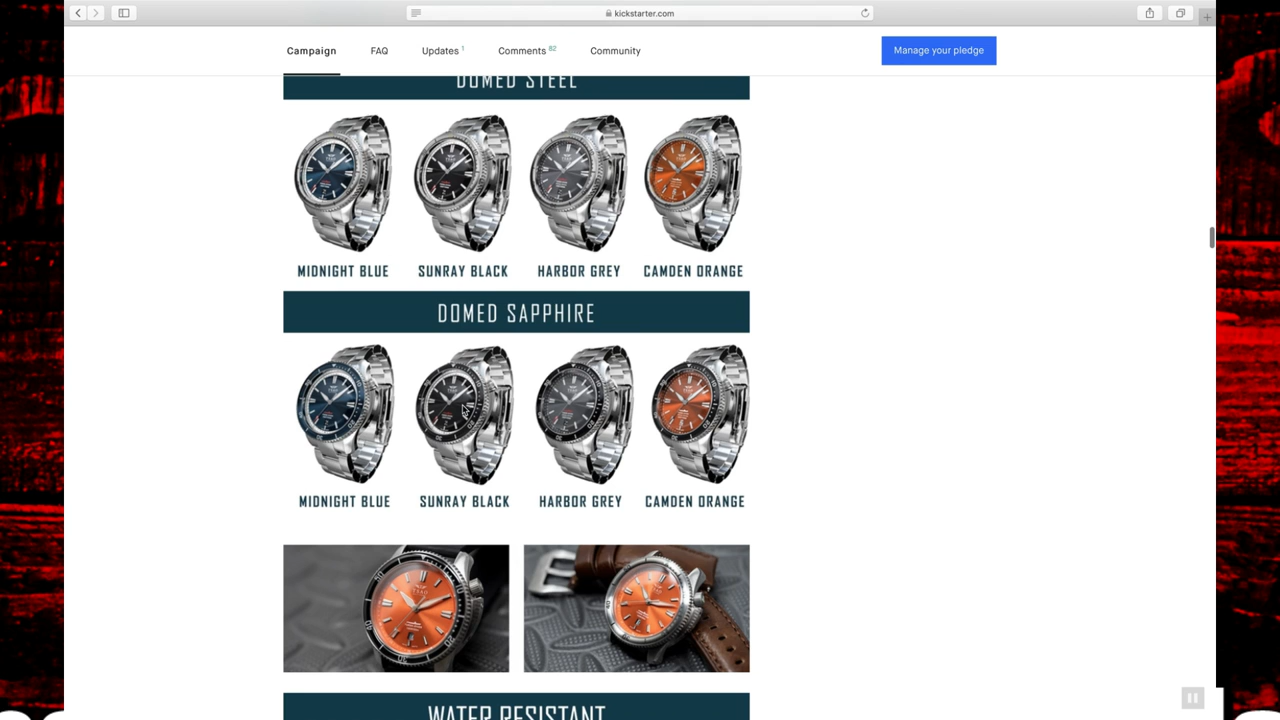 kickstarter.com
Campaign FAQ Updates 1 Comments 82 Community Manage your pledge
DOMED STEEL
MIDNIGHT BLUE SUNRAY BLACK HARBOR GREY CAMDEN ORANGE
DOMED SAPPHIRE
MIDNIGHT BLUE SUNRAY BLACK HARBOR GREY CAMDEN ORANGE
WATER RESISTANT